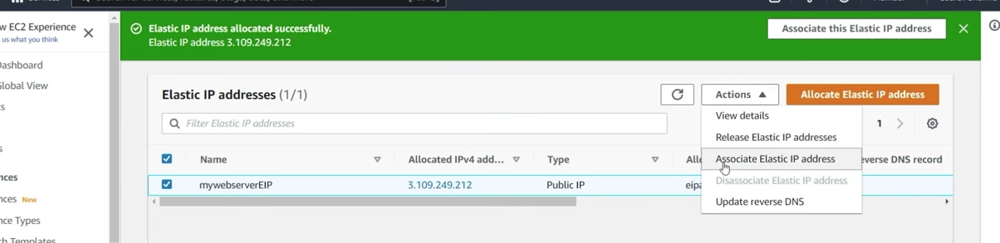 w EC2 Experience
us what you think
Dashboard
Global View
Elastic IP address allocated successfully.
Elastic IP address 3.109.249.212
Associate this Elastic IP address
Elastic IP addresses (1/1)
Actions
Allocate Elastic IP address
Filter Elastic IP addresses
1
View details
Release Elastic IP addresses
Associate Elastic IP address
Disassociate Elastic IP address
Update reverse DNS
Name
Allocated IPv4 add...
Type
everse DNS record
mywebserverEIP
3.109.249.212
Public IP
eipa
nces
nces New
nce Types
h Templates